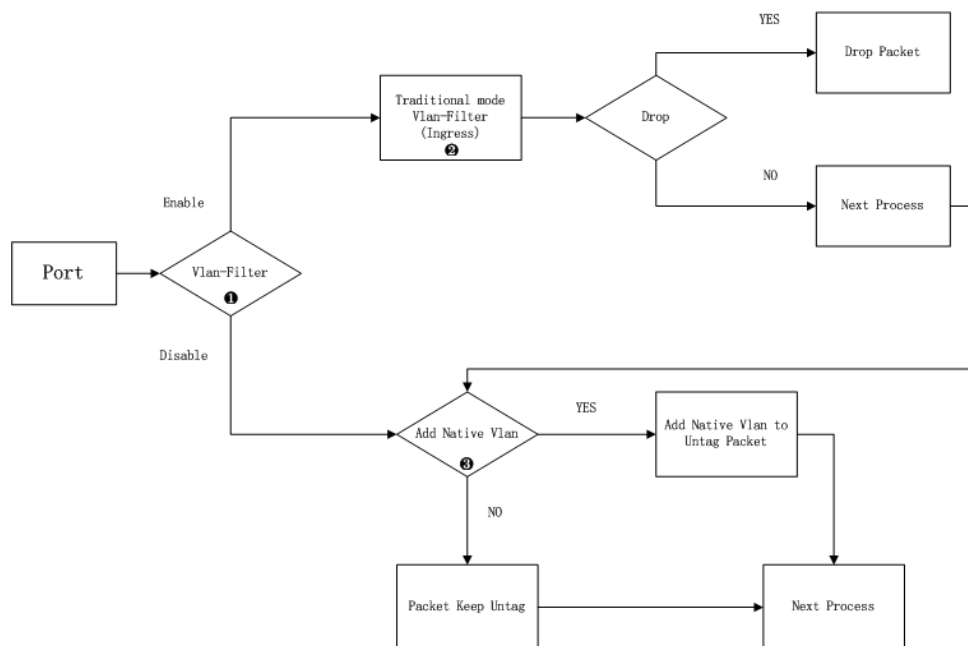 YES
Drop Packet
Traditional mode
Vlan-Filter
(Ingress)
❷
Drop
NO
Next Process
Enable
Port
Vlan-Filter
❶
Disable
Add Native Vlan
❸
YES
Add Native Vlan to
Untag Packet
NO
Packet Keep Untag
Next Process